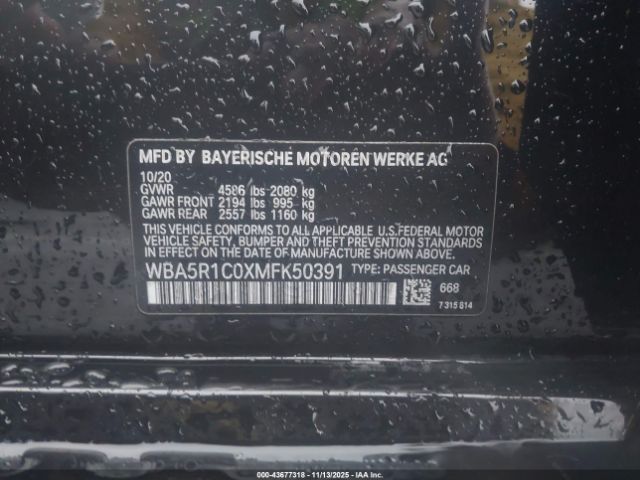 MFD BY BAYERISCHE MOTOREN WERKE AG
10/20
GVWR 4586 lbs 2080 kg
GAWR FRONT 2194 lbs 995 kg
GAWR REAR 2557 lbs 1160 kg
THIS VEHICLE CONFORMS TO ALL APPLICABLE U.S.FEDERAL MOTOR
VEHICLE SAFETY, BUMPER AND THEFT PREVENTION STANDARDS
IN EFFECT ON THE DATE OF MANUFACTURE SHOWN ABOVE.
WBA5R1C0XMFK50391 TYPE: PASSENGER CAR
668
7 315 814
000-43677318 - 11/13/2025 - IAA Inc.